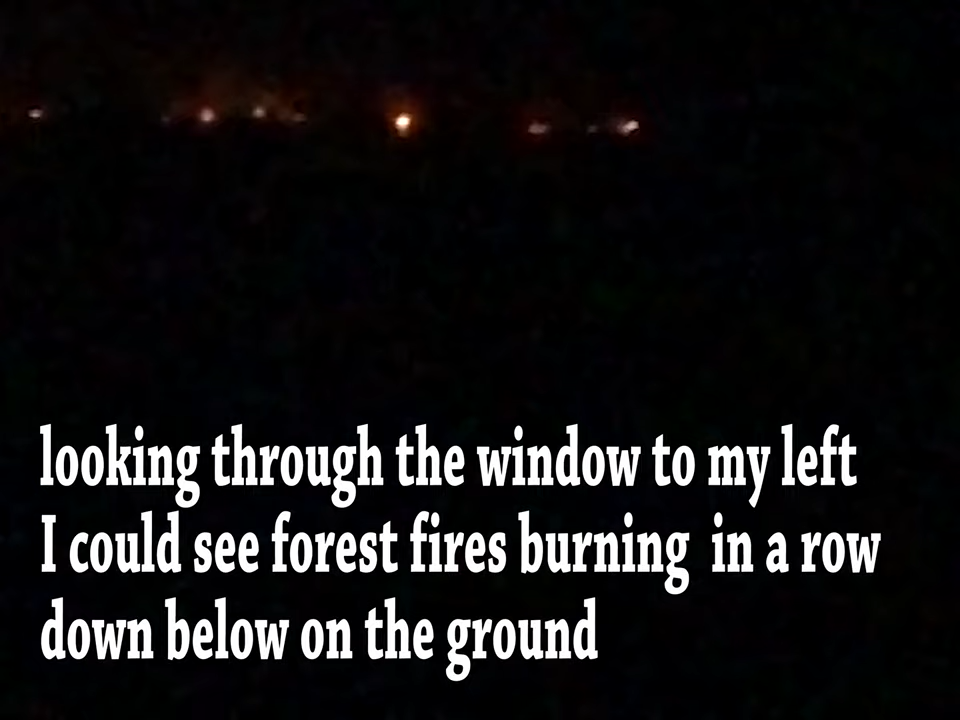 looking through the window to my left
I could see forest fires burning  in a row
down below on the ground